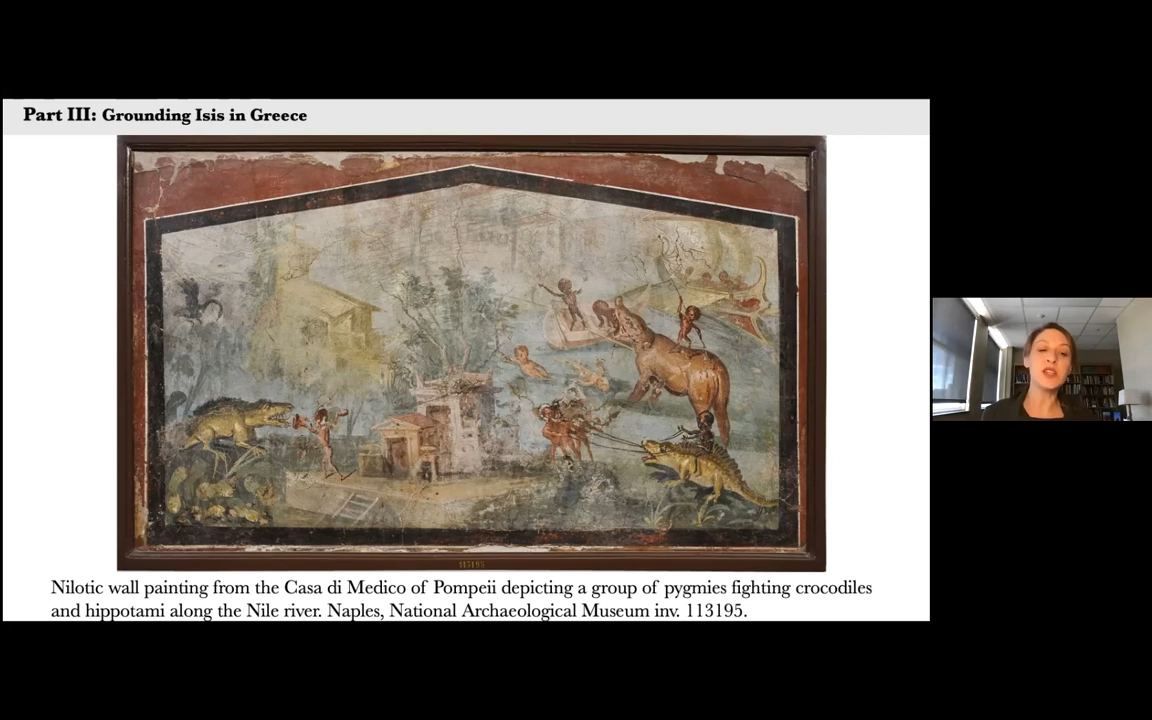 Part III: Grounding Isis in Greece
113195
Nilotic wall painting from the Casa di Medico of Pompeii depicting a group of pygmies fighting crocodiles
and hippotami along the Nile river. Naples, National Archaeological Museum inv. 113195.